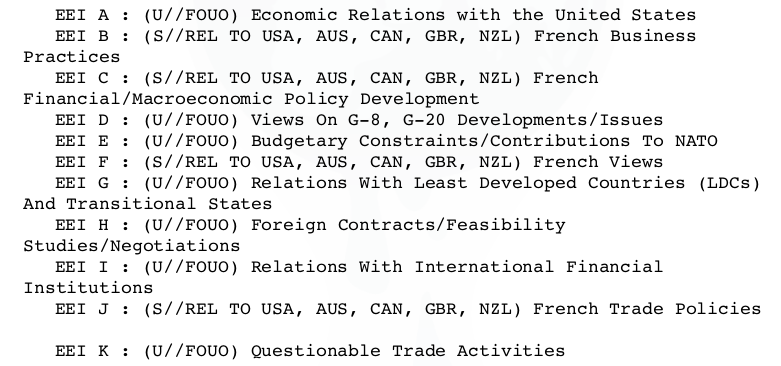 EEI A : (U//FOUO) Economic Relations with the United States
EEI B : (S//REL TO USA, AUS, CAN, GBR, NZL) French Business
Practices
EEI C : (S//REL TO USA, AUS, CAN, GBR, NZL) French
Financial/Macroeconomic Policy Development
EEI D : (U//FOUO) Views On G-8, G-20 Developments/Issues
EEI E : (U//FOUO) Budgetary Constraints/Contributions To NATO
EEI F : (S//REL TO USA, AUS, CAN, GBR, NZL) French Views
EEI G : (U//FOUO) Relations With Least Developed Countries (LDCs)
And Transitional States
EEI H : (U//FOUO) Foreign Contracts/Feasibility
Studies/Negotiations
EEI I : (U//FOUO) Relations With International Financial
Institutions
EEI J : (S//REL TO USA, AUS, CAN, GBR, NZL) French Trade Policies
EEI K : (U//FOUO) Questionable Trade Activities